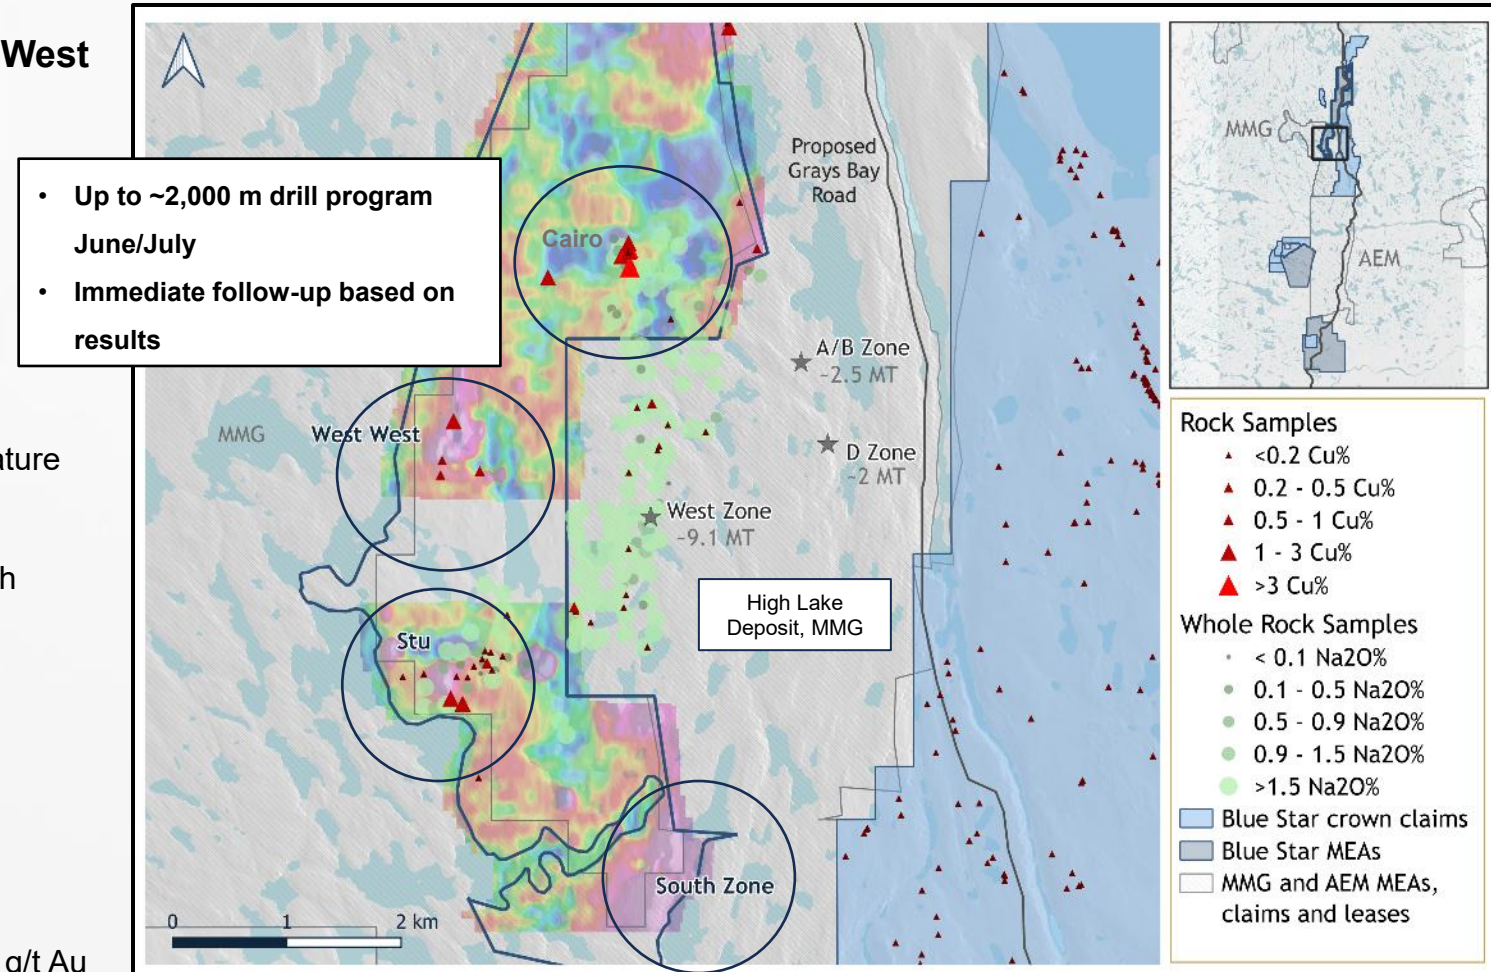 West
• Up to ~2,000 m drill program
June/July
• Immediate follow-up based on
results
ature
h
g/t Au
Proposed
Grays Bay
Road
Cairo
A/B Zone
~2.5 MT
MMG
West West
D Zone
~2 MT
West Zone
~9.1 MT
High Lake
Deposit, MMG
Stu
South Zone
0 1 2 km
MMG
AEM
Rock Samples
<0.2 Cu%
0.2 - 0.5 Cu%
0.5 - 1 Cu%
1 - 3 Cu%
>3 Cu%
Whole Rock Samples
< 0.1 Na2O%
0.1 - 0.5 Na2O%
0.5 - 0.9 Na2O%
0.9 - 1.5 Na2O%
>1.5 Na2O%
Blue Star crown claims
Blue Star MEAs
MMG and AEM MEAs,
claims and leases